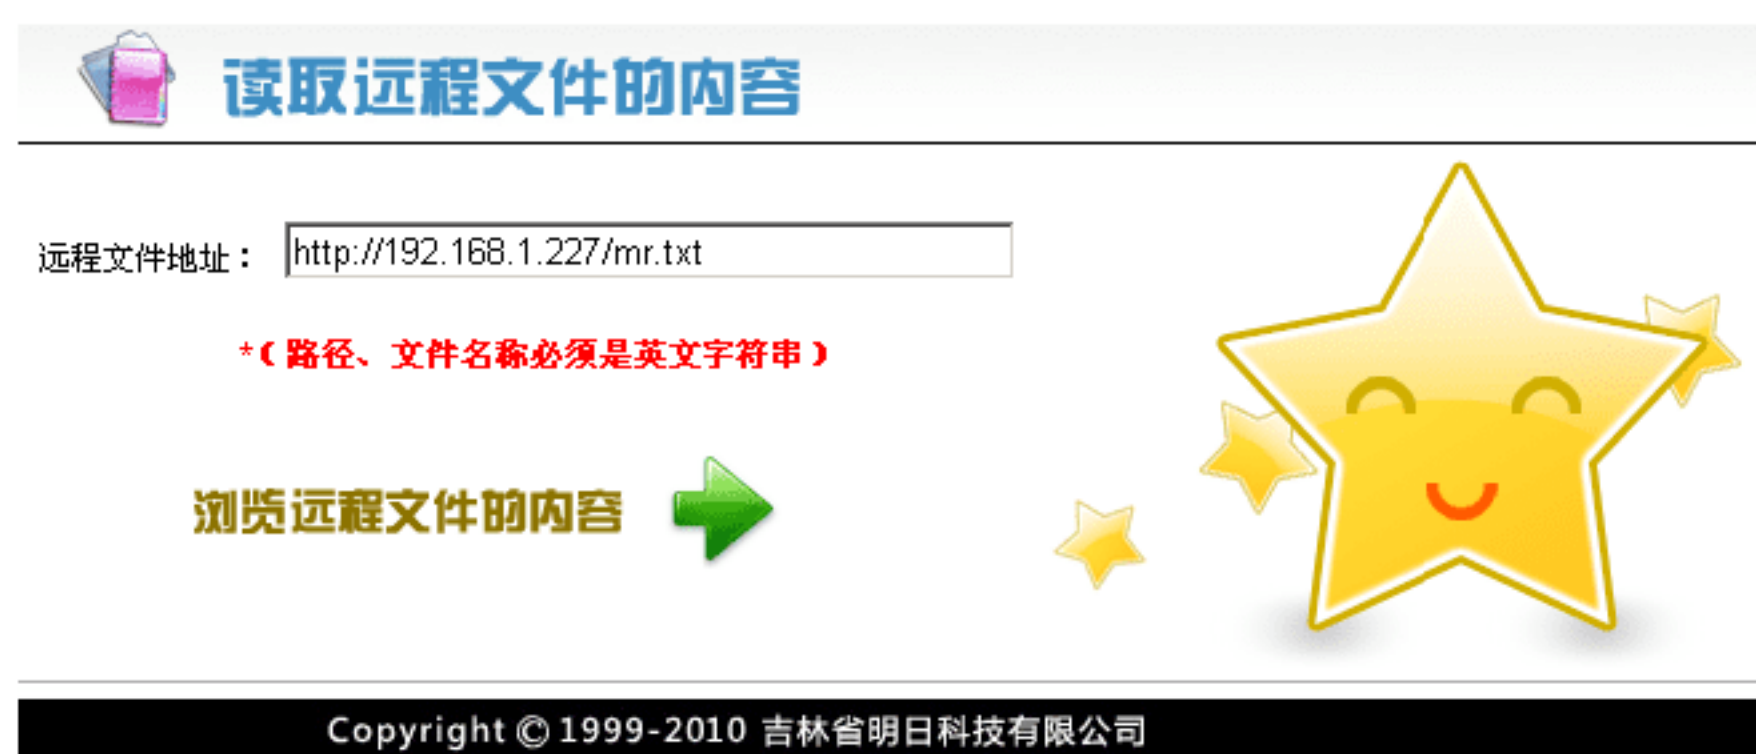 读取远程文件的内容
远程文件地址： http://192.168.1.227/mr.txt
*（路径、文件名称必须是英文字符串）
浏览远程文件的内容
Copyright © 1999-2010 吉林省明日科技有限公司